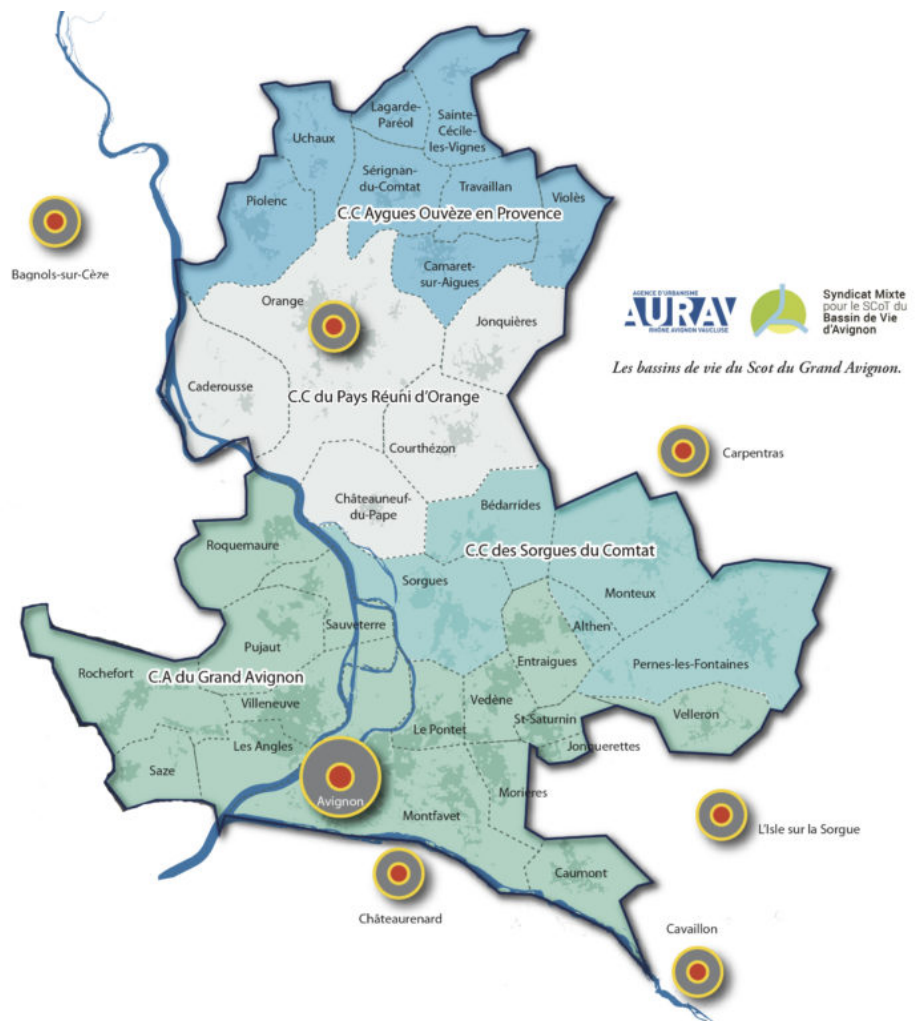 Lagarde-
Paréol
Sainte-
Cécile-
les-Vignes
Uchaux
Sérignan-
du-Comtat
Travaillan
Piolenc
Violès
C.C Aygues Ouvèze en Provence
Bagnols-sur-Cèze
Camaret-
sur-Aigues
Orange
Jonquières
AGENCE D'URBANISME
AURAV
RHÔNE AVIGNON VAUCLUSE
Syndicat Mixte
pour le SCoT du
Bassin de Vie
d'Avignon
Les bassins de vie du Scot du Grand Avignon.
Caderousse
C.C du Pays Réuni d'Orange
Courthézon
Carpentras
Châteauneuf-
du-Pape
Bédarrides
Roquemaure
C.C des Sorgues du Comtat
Sorgues
Monteux
Sauveterre
Althen
Pujaut
Entraigues
Pernes-les-Fontaines
Rochefort
C.A du Grand Avignon
Villeneuve
Vedène
Velleron
St-Saturnin
Le Pontet
Les Angles
Jonquerettes
Saze
Morières
Avignon
Montfavet
L'Isle sur la Sorgue
Caumont
Châteaurenard
Cavaillon